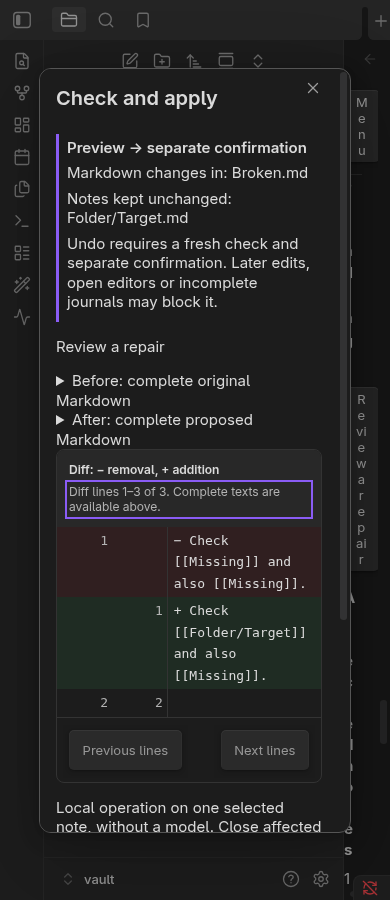 Check and apply
Preview → separate confirmation
Markdown changes in: Broken.md
Notes kept unchanged:
Folder/Target.md
Undo requires a fresh check and
separate confirmation. Later edits,
open editors or incomplete
journals may block it.
Review a repair
▶ Before: complete original
Markdown
▶ After: complete proposed
Markdown
Diff: − removal, + addition
Diff lines 1–3 of 3. Complete texts are
available above.
1 − Check
[[Missing]] and
also [[Missing]].
1 + Check
[[Folder/Target]]
and also
[[Missing]].
2 2
Previous lines Next lines
Local operation on one selected
note, without a model. Close affected
vault
M
e
n
u
R
e
vi
e
w
a
r
e
p
ai
r